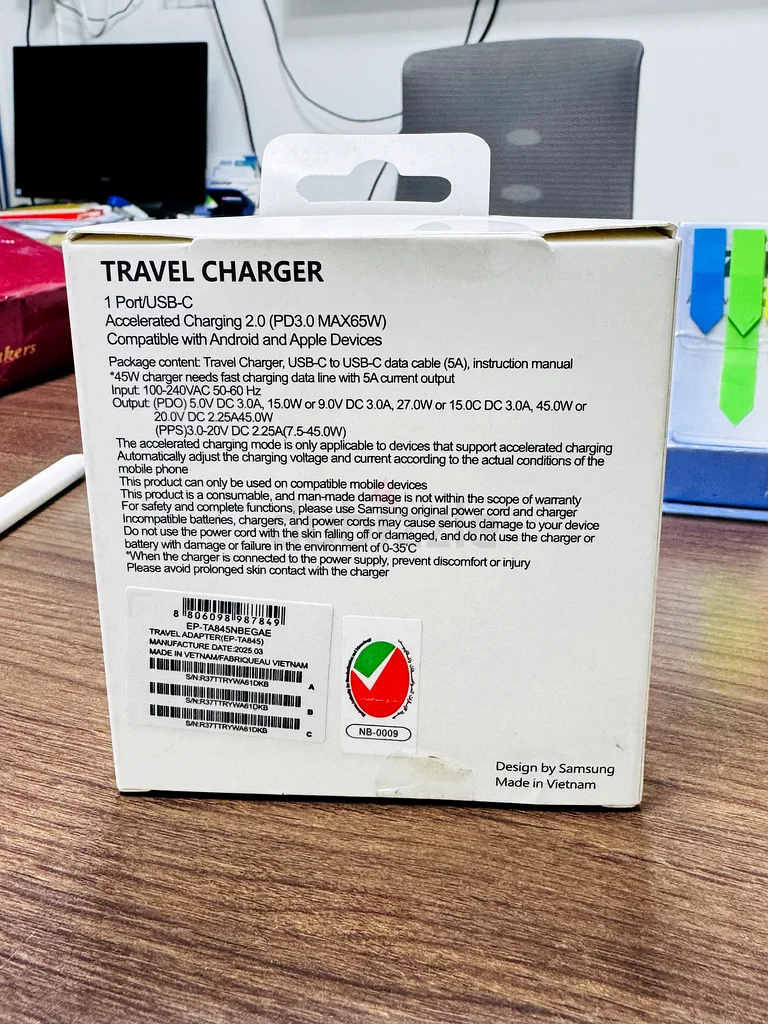 TRAVEL CHARGER
1 Port/USB-C
Accelerated Charging 2.0 (PD3.0 MAX65W)
Compatible with Android and Apple Devices
Package content: Travel Charger, USB-C to USB-C data cable (5A), instruction manual
*45W charger needs fast charging data line with 5A current output
Input: 100-240VAC 50-60 Hz
Output: (PDO) 5.0V DC 3.0A, 15.0W or 9.0V DC 3.0A, 27.0W or 15.0C DC 3.0A, 45.0W or
20.0V DC 2.25A45.0W
(PPS)3.0-20V DC 2.25A(7.5-45.0W)
The accelerated charging mode is only applicable to devices that support accelerated charging
Automatically adjust the charging voltage and current according to the actual conditions of the
mobile phone
This product can only be used on compatible mobile devices
This product is a consumable, and man-made damage is not within the scope of warranty
For safety and complete functions, please use Samsung original power cord and charger
Incompatible batteries, chargers, and power cords may cause serious damage to your device
Do not use the power cord with the skin falling off or damaged, and do not use the charger or
battery with damage or failure in the environment of 0-35'C
*When the charger is connected to the power supply, prevent discomfort or injury
Please avoid prolonged skin contact with the charger
8 806098 987849
EP-TA845NBEGAE
TRAVEL ADAPTER(EP-TA845)
MANUFACTURE DATE:2025.03
MADE IN VETNAM/FABRIQUEAU VIETNAM
S/N:R37TTRYWA61DKB
A
S/N:R37TTRYWA61DKB
B
S/N:R37TTRYWA61DKB
C
NB-0009
Design by Samsung
Made in Vietnam
kers